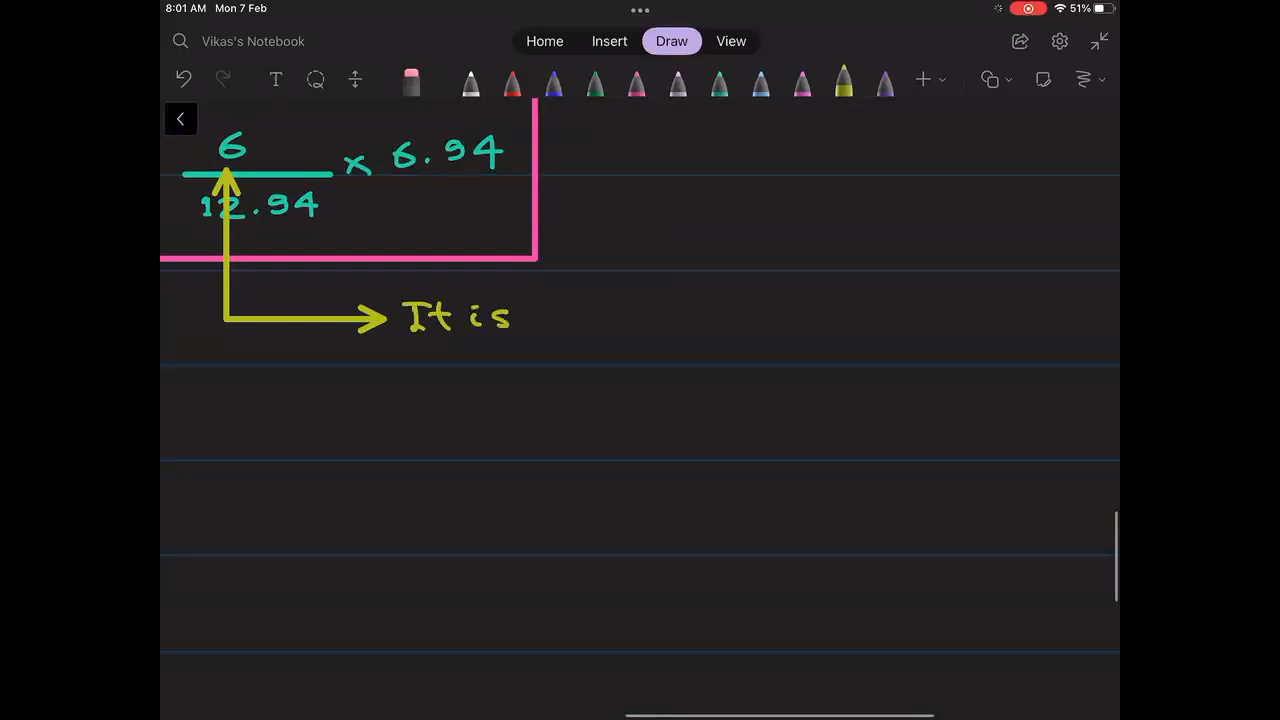 8:01 AM Mon 7 Feb
51%
Vikas's Notebook
Home Insert Draw View
T
6
12.94
× 6.94
It is